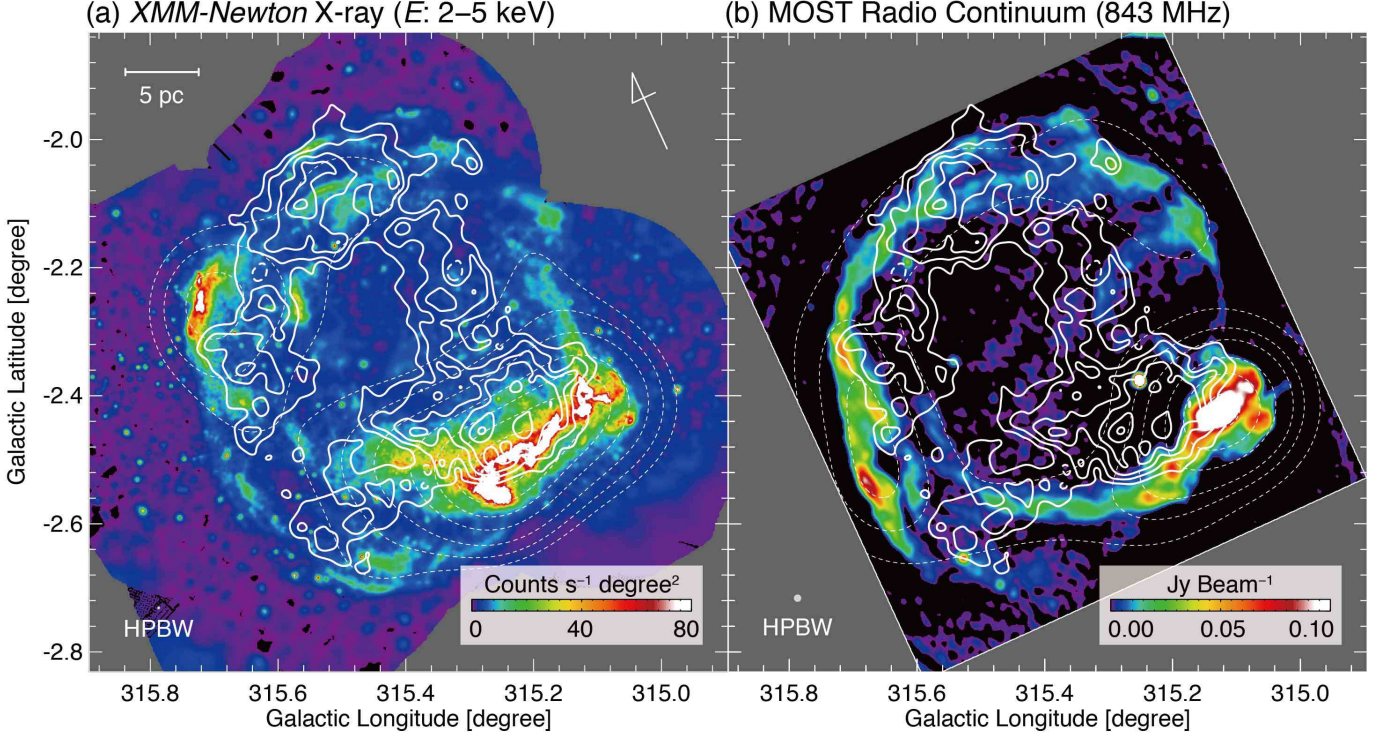 (a) XMM-Newton X-ray (E: 2–5 keV)
(b) MOST Radio Continuum (843 MHz)
5 pc
-2.0
-2.2
-2.4
-2.6
-2.8
Galactic Latitude [degree]
HPBW
Counts s⁻¹ degree²
0 40 80
HPBW
Jy Beam⁻¹
0.00 0.05 0.10
315.8 315.6 315.4 315.2 315.0
315.8 315.6 315.4 315.2 315.0
Galactic Longitude [degree]
Galactic Longitude [degree]